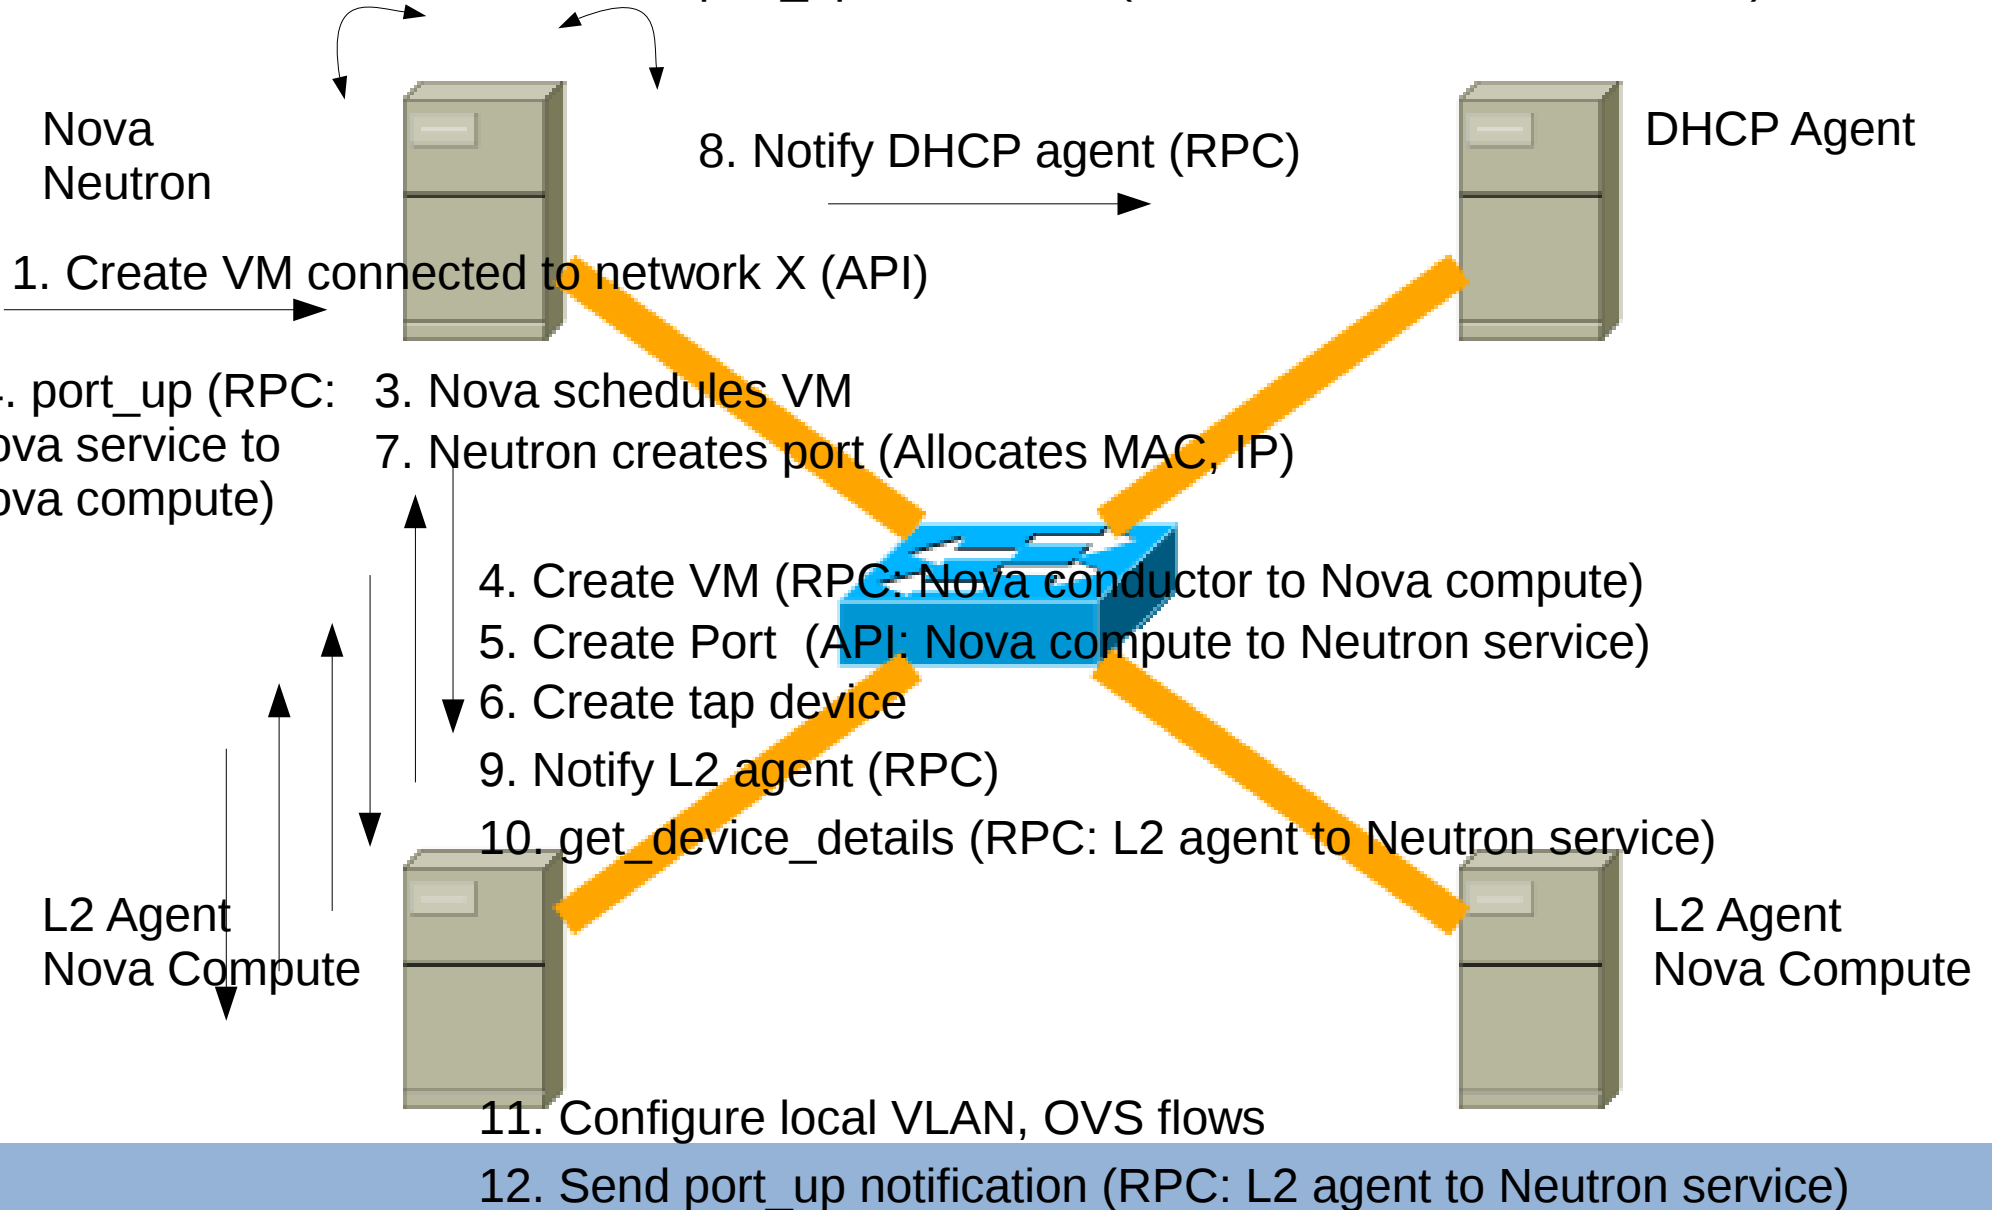 Nova
Neutron
8. Notify DHCP agent (RPC)
DHCP Agent
1. Create VM connected to network X (API)
. port_up (RPC:
ova service to
ova compute)
3. Nova schedules VM
7. Neutron creates port (Allocates MAC, IP)
4. Create VM (RPC: Nova conductor to Nova compute)
5. Create Port (API: Nova compute to Neutron service)
6. Create tap device
9. Notify L2 agent (RPC)
10. get_device_details (RPC: L2 agent to Neutron service)
L2 Agent
Nova Compute
L2 Agent
Nova Compute
11. Configure local VLAN, OVS flows
12. Send port_up notification (RPC: L2 agent to Neutron service)